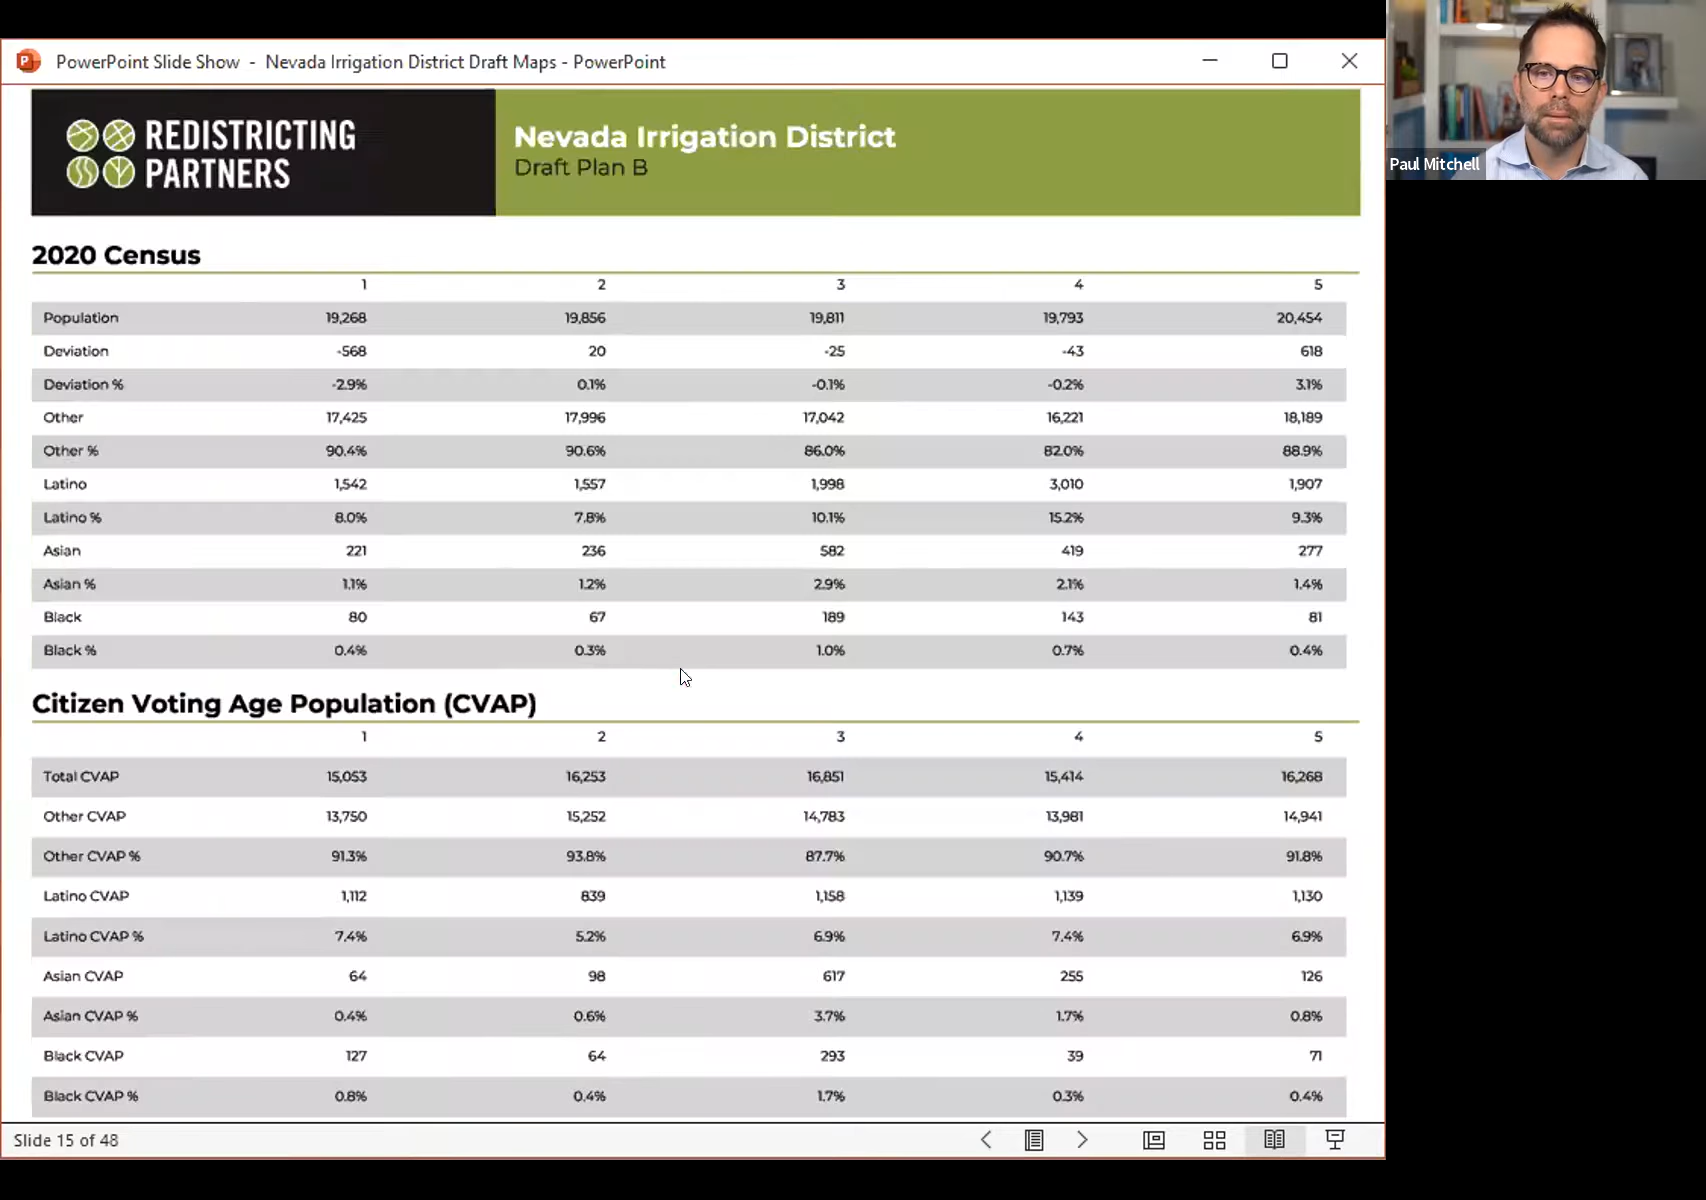 PowerPoint Slide Show - Nevada Irrigation District Draft Maps - PowerPoint
REDISTRICTING
PARTNERS
Nevada Irrigation District
Draft Plan B
Paul Mitchell
2020 Census
1 2 3 4 5
Population 19,268 19,856 19,811 19,793 20,454
Deviation -568 20 -25 -43 618
Deviation % -2.9% 0.1% -0.1% -0.2% 3.1%
Other 17,425 17,996 17,042 16,221 18,189
Other % 90.4% 90.6% 86.0% 82.0% 88.9%
Latino 1,542 1,557 1,998 3,010 1,907
Latino % 8.0% 7.8% 10.1% 15.2% 9.3%
Asian 221 236 582 419 277
Asian % 1.1% 1.2% 2.9% 2.1% 1.4%
Black 80 67 189 143 81
Black % 0.4% 0.3% 1.0% 0.7% 0.4%
Citizen Voting Age Population (CVAP)
1 2 3 4 5
Total CVAP 15,053 16,253 16,851 15,414 16,268
Other CVAP 13,750 15,252 14,783 13,981 14,941
Other CVAP % 91.3% 93.8% 87.7% 90.7% 91.8%
Latino CVAP 1,112 839 1,158 1,139 1,130
Latino CVAP % 7.4% 5.2% 6.9% 7.4% 6.9%
Asian CVAP 64 98 617 255 126
Asian CVAP % 0.4% 0.6% 3.7% 1.7% 0.8%
Black CVAP 127 64 293 39 71
Black CVAP % 0.8% 0.4% 1.7% 0.3% 0.4%
Slide 15 of 48